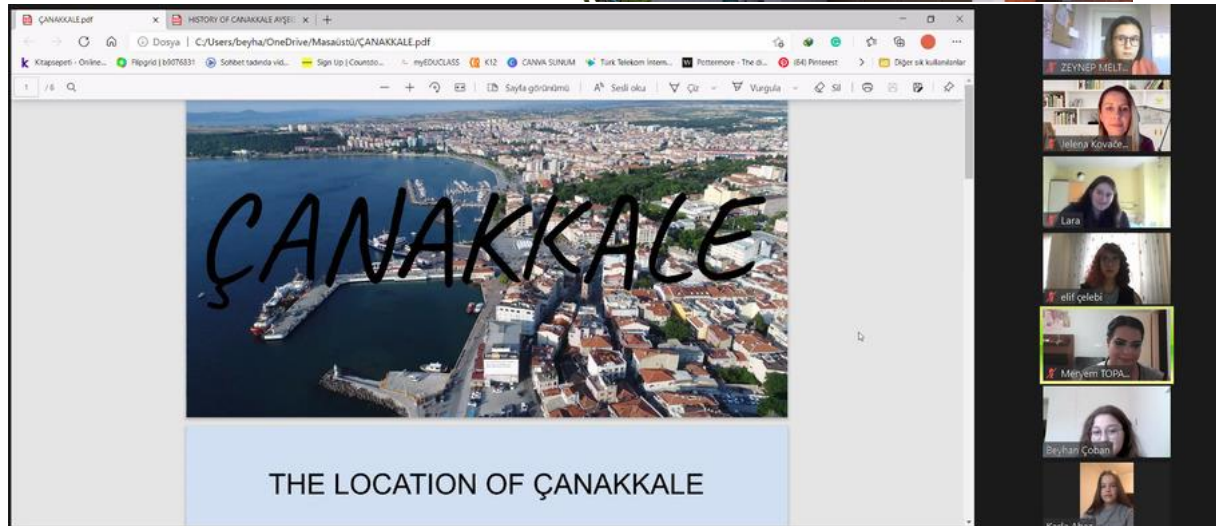 ÇANAKKALE.pdf
HISTORY OF CANAKKALE AYŞE
Dosya | C:/Users/beyha/OneDrive/Masaüstü/ÇANAKKALE.pdf
Kitapsepeti - Online...
Flipgrid | b9076831
Sohbet tadında vid...
Sign Up | Countso...
myEDUCLASS
K12
CANVA SUNUM
Türk Telekom İntern...
Pottermore - The di...
(64) Pinterest
Diğer sık kullanılanlar
1 / 6
Sayfa görünümü
Sesli oku
Çiz
Vurgula
Sil
ÇANAKKALE
THE LOCATION OF ÇANAKKALE
ZEYNEP MELT...
Jelena Kovače...
Lara
elif çelebi
Meryem TOPA...
Beyhan Çoban